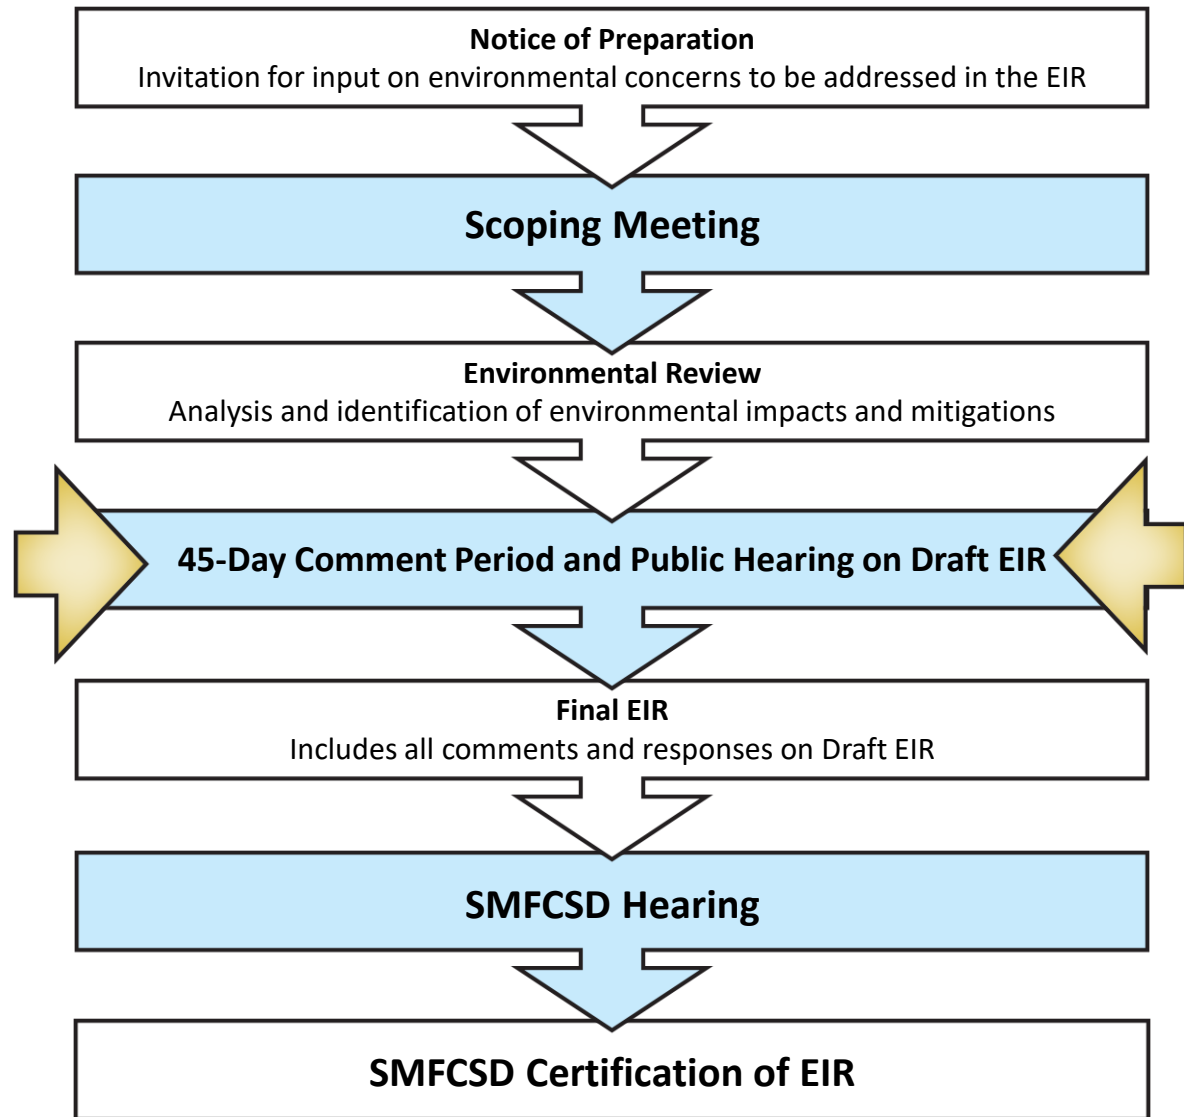 Notice of Preparation
Invitation for input on environmental concerns to be addressed in the EIR
Scoping Meeting
Environmental Review
Analysis and identification of environmental impacts and mitigations
45-Day Comment Period and Public Hearing on Draft EIR
Final EIR
Includes all comments and responses on Draft EIR
SMFCSD Hearing
SMFCSD Certification of EIR